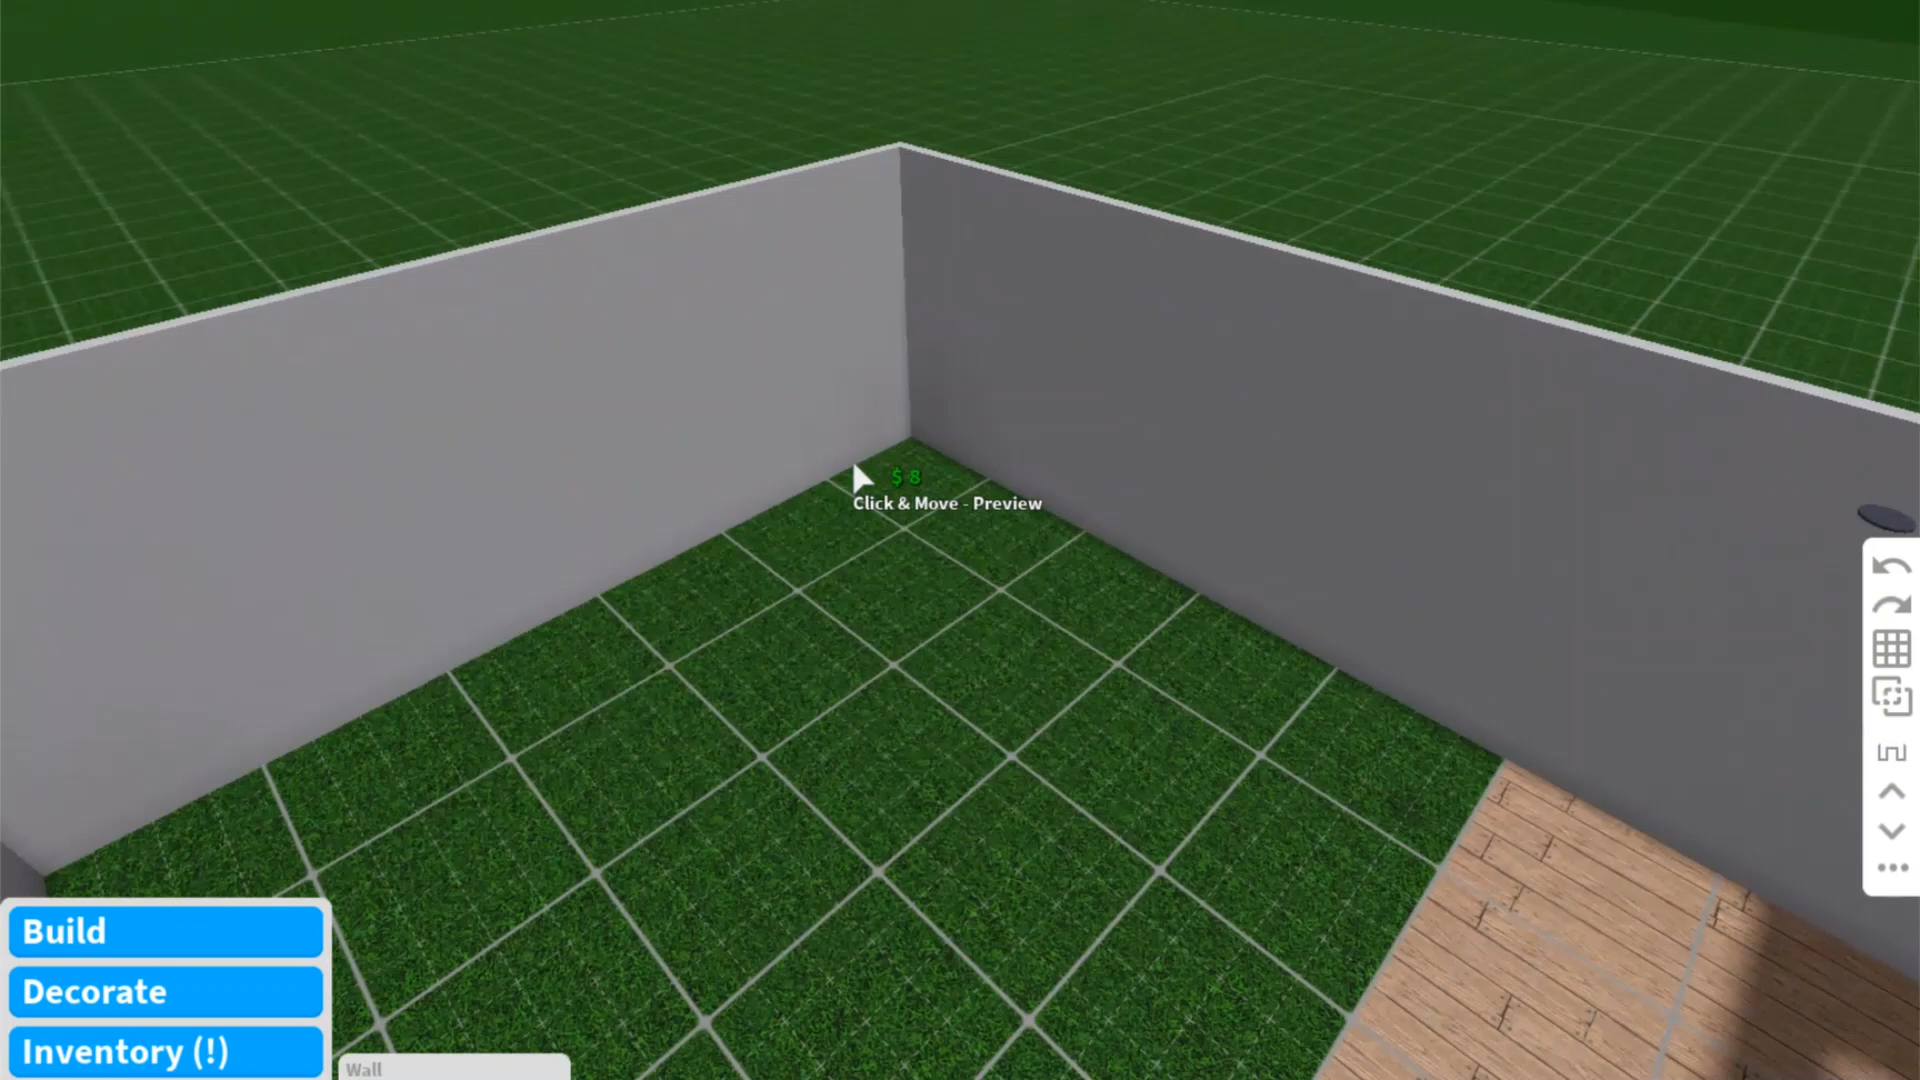 $ 8
Click & Move - Preview
Build
Decorate
Inventory (!)
Wall